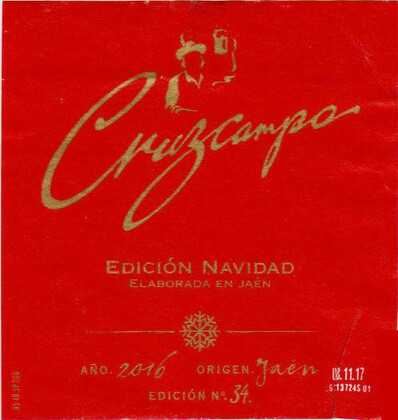 Cruzcampo
EDICIÓN NAVIDAD
ELABORADA EN JAÉN
AÑO. 2016 ORIGEN. Jaén
EDICIÓN Nº. 34.
08.11.17